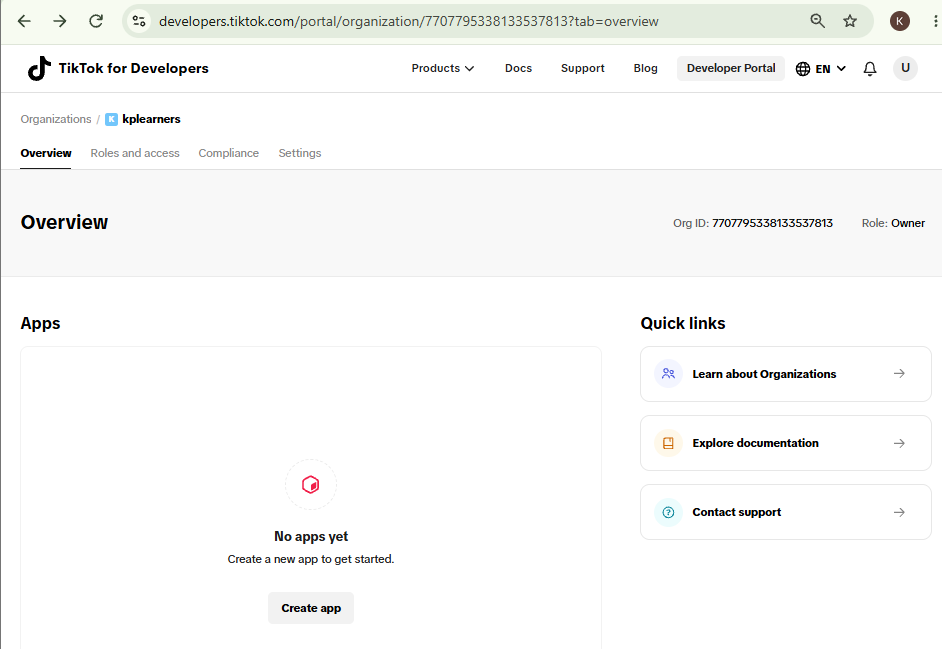 developers.tiktok.com/portal/organization/7707795338133537813?tab=overview
K
TikTok for Developers
Products
Docs
Support
Blog
Developer Portal
EN
U
Organizations / K kplearners
Overview
Roles and access
Compliance
Settings
Overview
Org ID: 7707795338133537813
Role: Owner
Apps
No apps yet
Create a new app to get started.
Create app
Quick links
Learn about Organizations
Explore documentation
Contact support